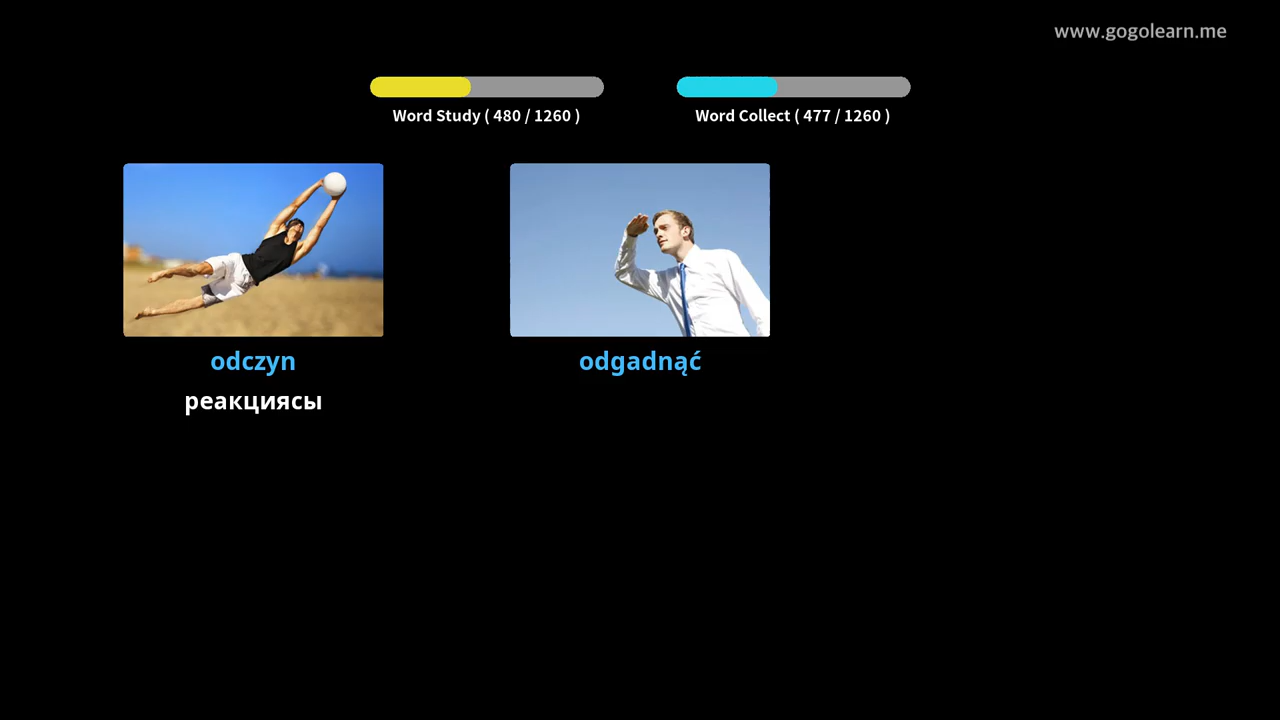 www.gogolearn.me
Word Study ( 480 / 1260 )
Word Collect ( 477 / 1260 )
odczyn
odgadnąć
реакциясы